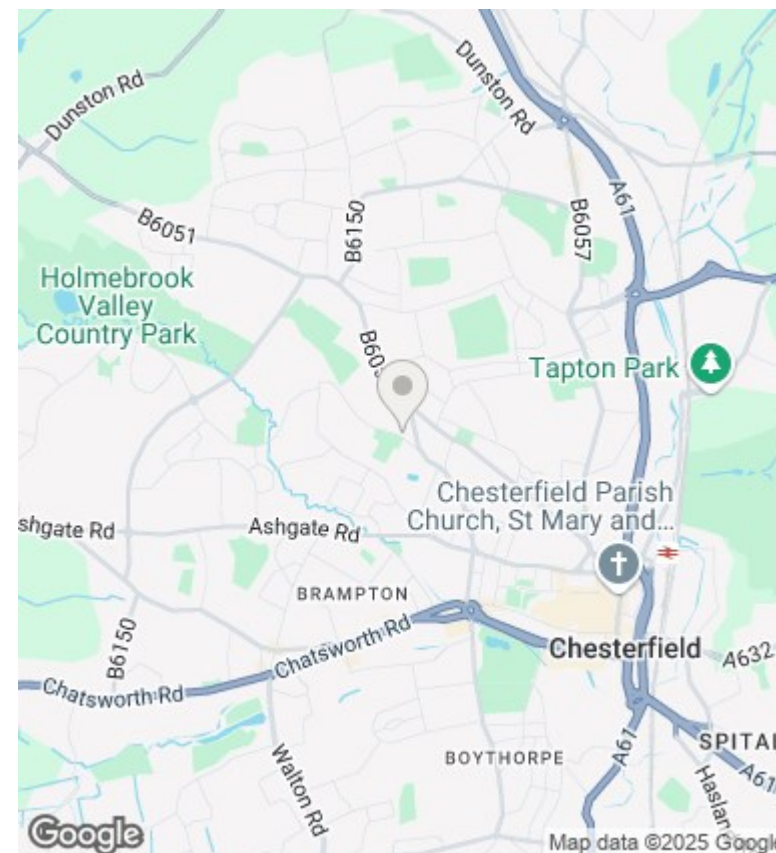 Dunston Rd
Dunston Rd
A61
B6051
B6150
B6057
Holmebrook
Valley
Country Park
Tapton Park
Chesterfield Parish
Church, St Mary and...
shgate Rd
Ashgate Rd
BRAMPTON
B6150
Chatsworth Rd
Chatsworth Rd
Chesterfield
A632
Walton Rd
BOYTHORPE
A61
SPITAL
A61
Hasland
Google
Map data ©2025 Google